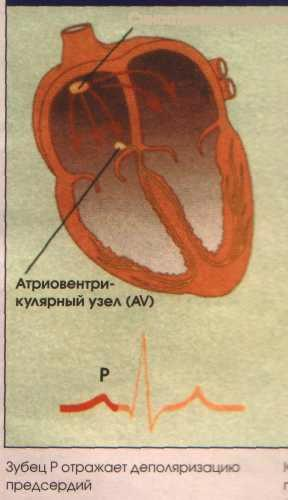 Атриовентри-
кулярный узел (AV)
P
Зубец Р отражает деполяризацию
предсердий